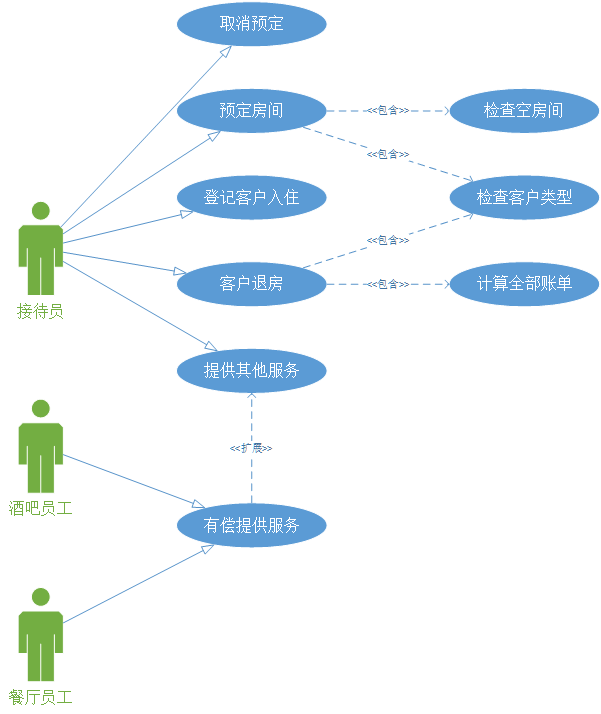 取消预定
预定房间
<<包含>>
检查空房间
<<包含>>
登记客户入住
检查客户类型
<<包含>>
客户退房
<<包含>>
计算全部账单
接待员
提供其他服务
<<扩展>>
酒吧员工
有偿提供服务
餐厅员工